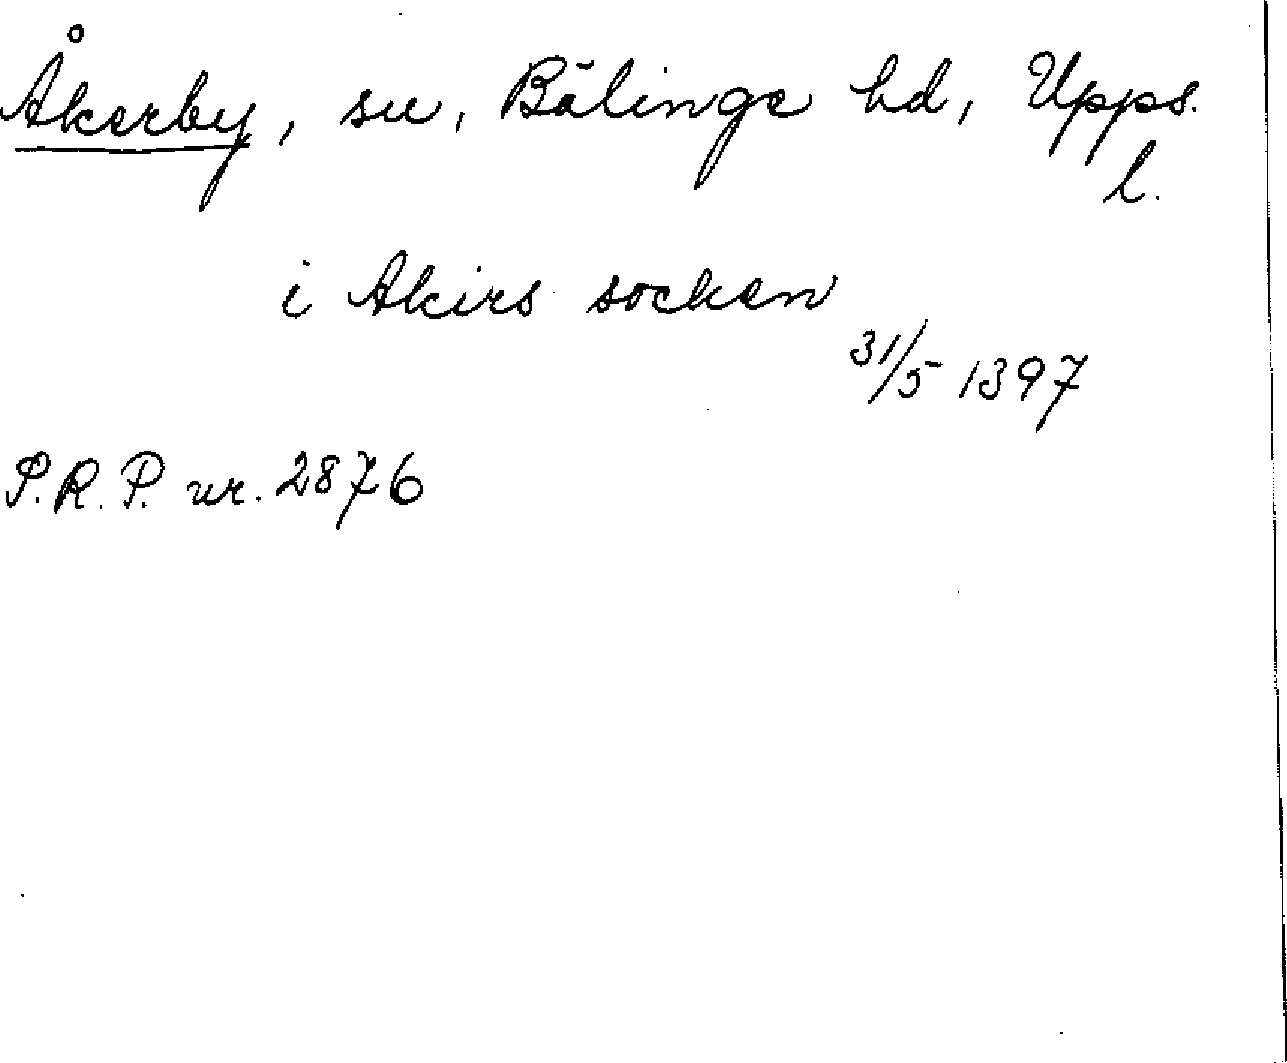 Åkerby, sn, Bälinge hd, Upps.
l.
i Akirs socken
31/5 1397
P.R.P. nr. 2876